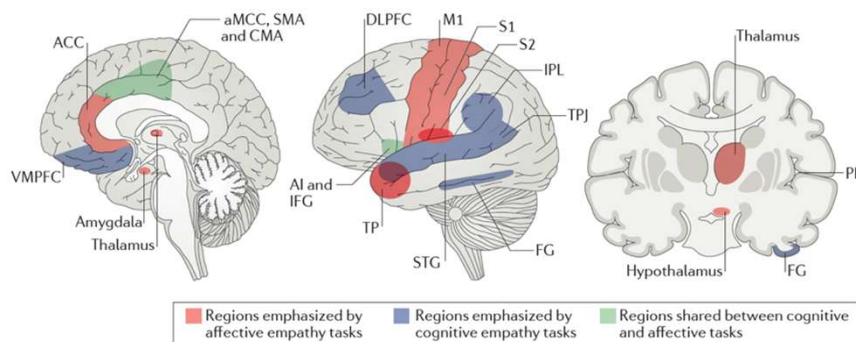 aMCC, SMA
and CMA
ACC
VMPFC
Amygdala
Thalamus
DLPFC
M1
S1
S2
IPL
TPJ
AI and
IFG
TP
STG
FG
Thalamus
Hypothalamus
FG
Regions emphasized by
affective empathy tasks
Regions emphasized by
cognitive empathy tasks
Regions shared between cognitive
and affective tasks